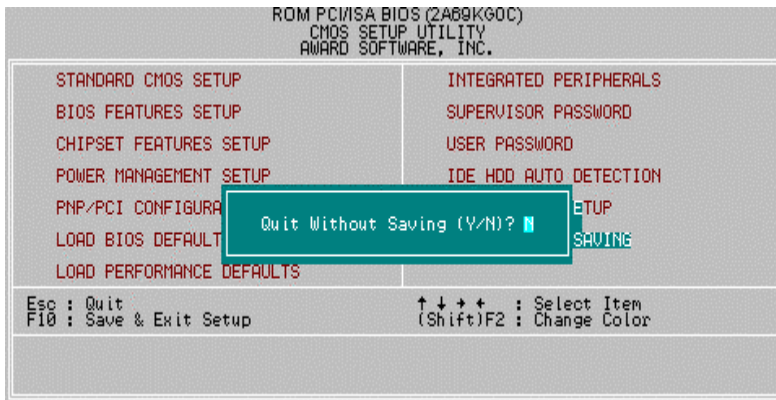 ROM PCI/ISA BIOS (2A69KG0C)
CMOS SETUP UTILITY
AWARD SOFTWARE, INC.
STANDARD CMOS SETUP
BIOS FEATURES SETUP
CHIPSET FEATURES SETUP
POWER MANAGEMENT SETUP
PNP/PCI CONFIGURA
LOAD BIOS DEFAULT
LOAD PERFORMANCE DEFAULTS
INTEGRATED PERIPHERALS
SUPERVISOR PASSWORD
USER PASSWORD
IDE HDD AUTO DETECTION
ETUP
SAVING
Quit Without Saving (Y/N)? N
Esc : Quit
F10 : Save & Exit Setup
↑ ↓ → ← : Select Item
(Shift)F2 : Change Color